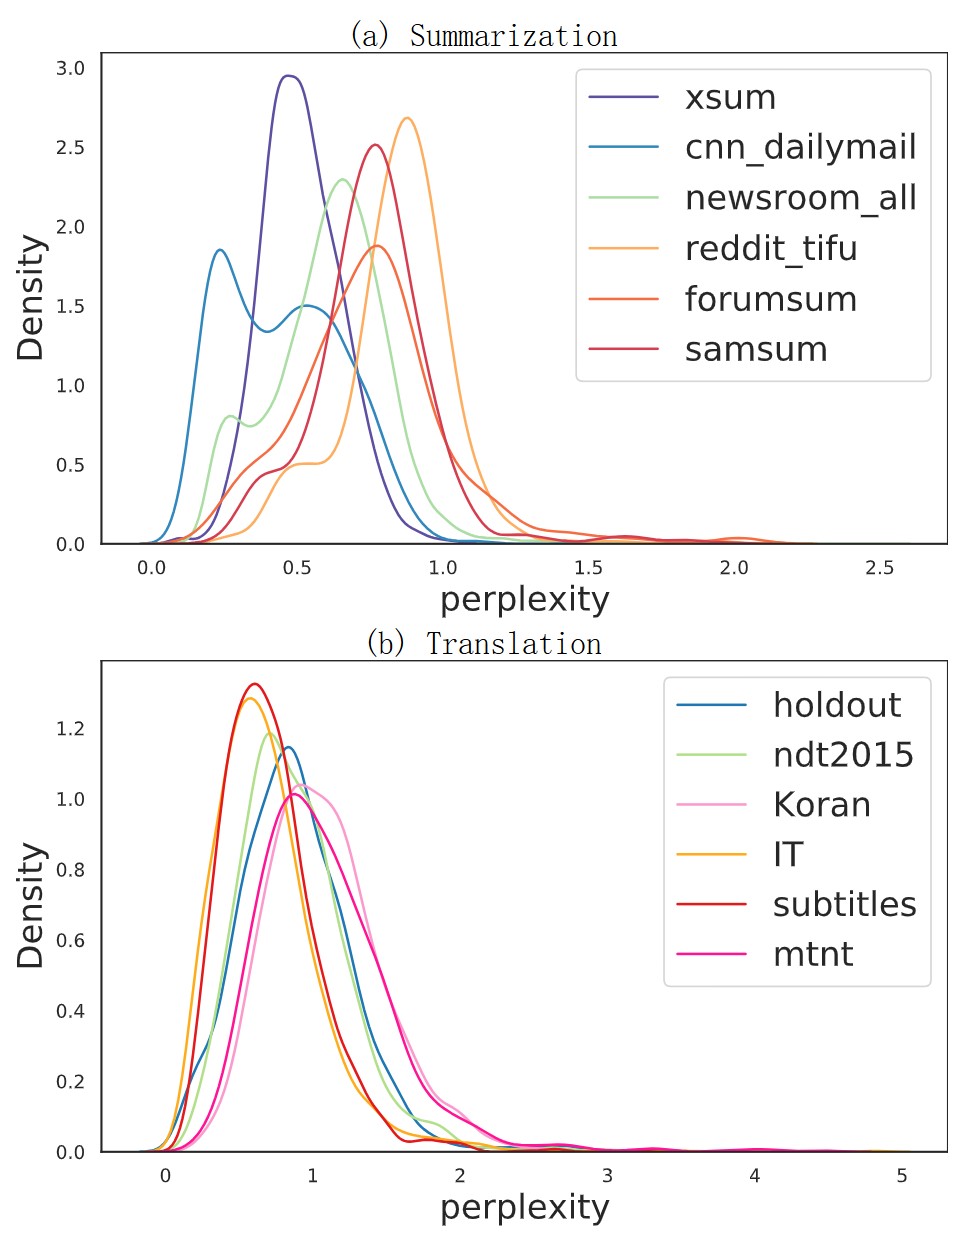 (a) Summarization
3.0
2.5
2.0
1.5
1.0
0.5
0.0
Density
xsum
cnn_dailymail
newsroom_all
reddit_tifu
forumsum
samsum
0.0 0.5 1.0 1.5 2.0 2.5
perplexity
(b) Translation
1.2
1.0
0.8
0.6
0.4
0.2
0.0
Density
holdout
ndt2015
Koran
IT
subtitles
mtnt
0 1 2 3 4 5
perplexity